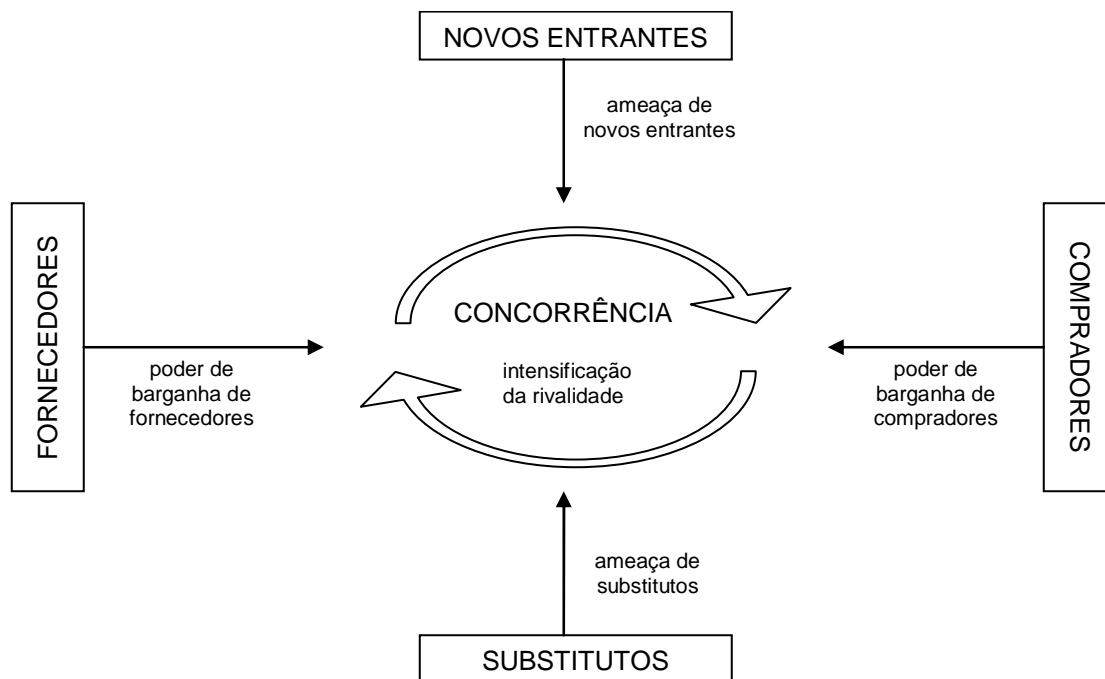 NOVOS ENTRANTES
ameaça de
novos entrantes
FORNECEDORES
poder de
barganha de
fornecedores
CONCORRÊNCIA
intensificação
da rivalidade
poder de
barganha de
compradores
COMPRADORES
ameaça de
substitutos
SUBSTITUTOS